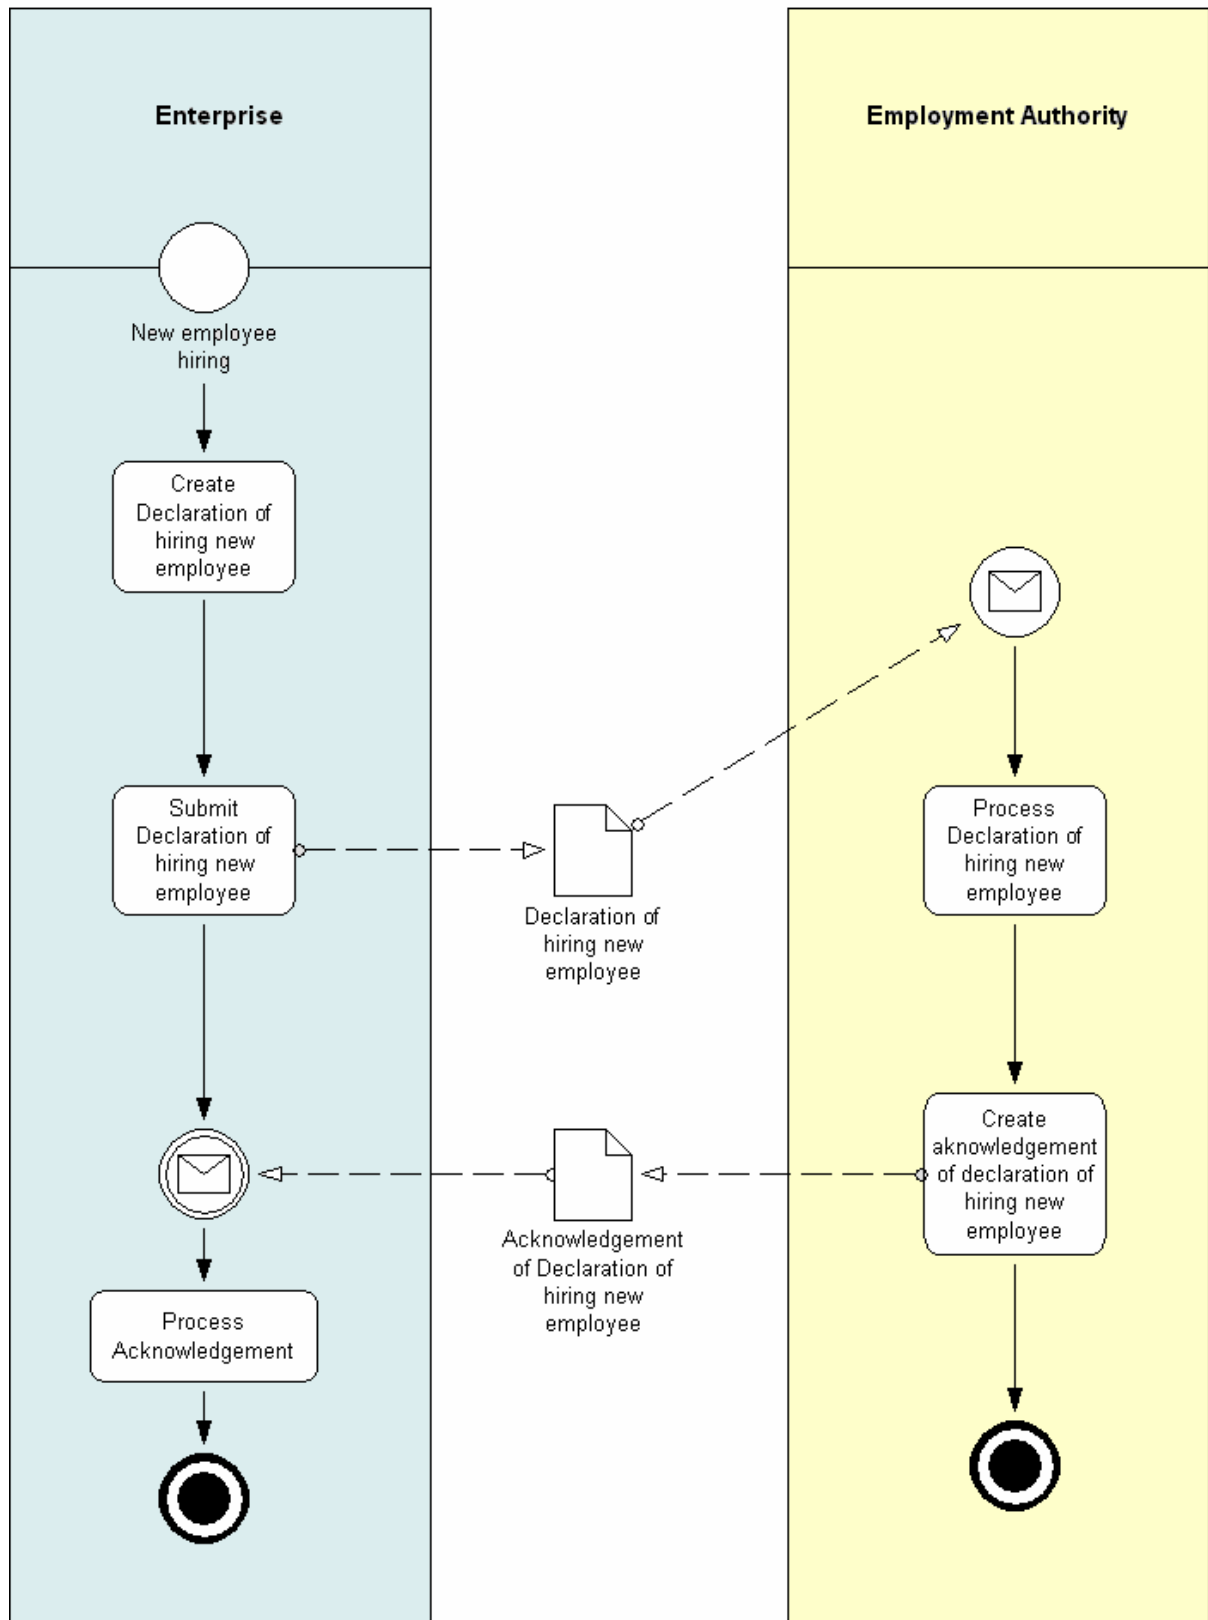 Enterprise
Employment Authority
New employee
hiring
Create
Declaration of
hiring new
employee
Submit
Declaration of
hiring new
employee
Declaration of
hiring new
employee
Process
Declaration of
hiring new
employee
Create
aknowledgement
of declaration of
hiring new
employee
Acknowledgement
of Declaration of
hiring new
employee
Process
Acknowledgement